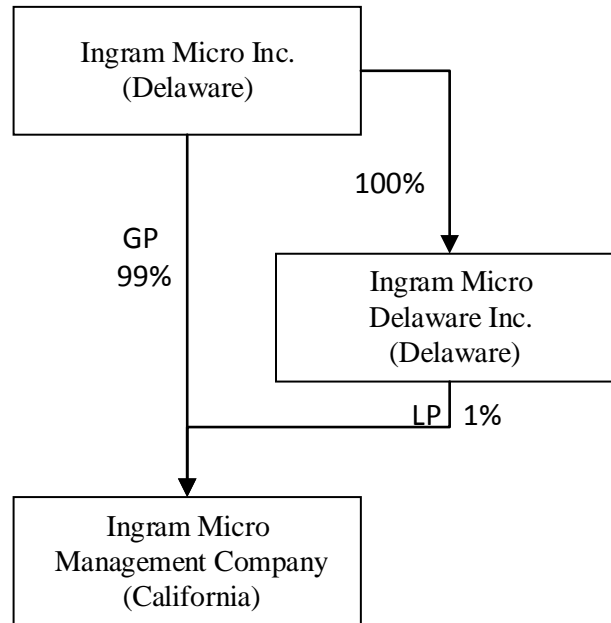 Ingram Micro Inc.
(Delaware)
100%
GP
99%
Ingram Micro
Delaware Inc.
(Delaware)
LP 1%
Ingram Micro
Management Company
(California)